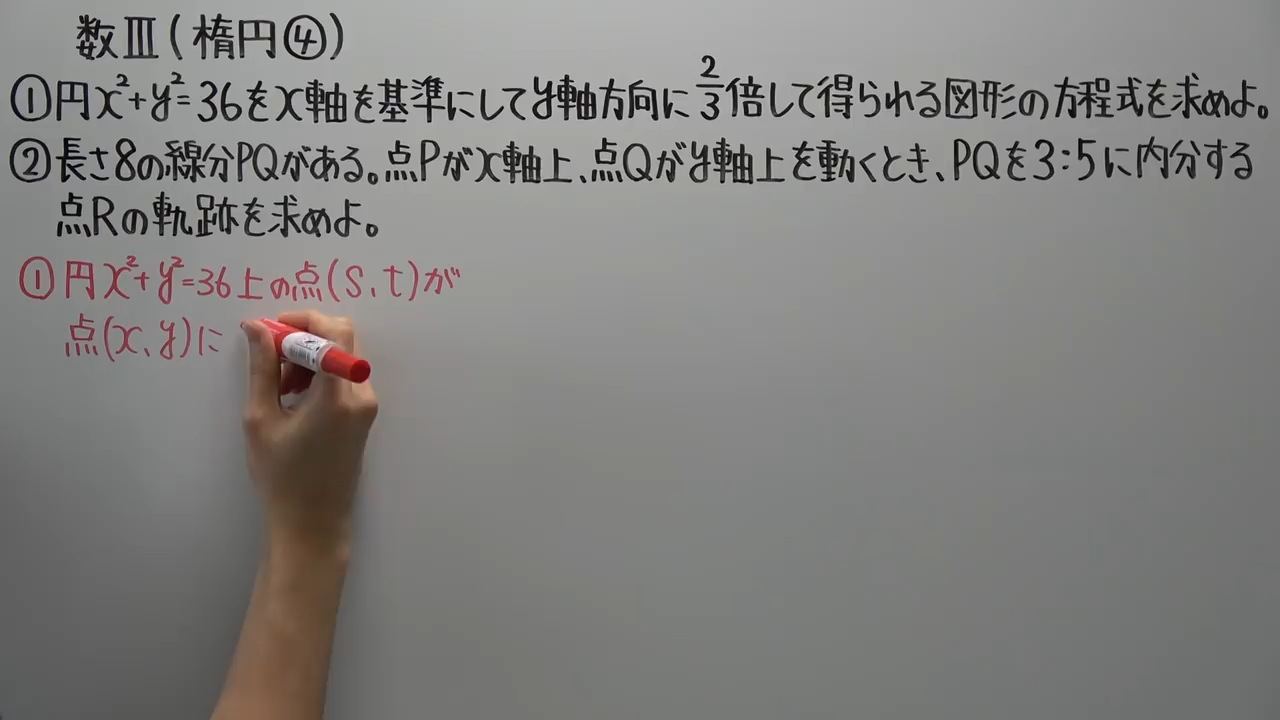 数Ⅲ(楕円④)
①円x²+y²=36をx軸を基準にしてy軸方向に2/3倍して得られる図形の方程式を求めよ。
②長さ8の線分PQがある。点Pがx軸上、点Qがy軸上を動くとき、PQを3:5に内分する
点Rの軌跡を求めよ。
①円x²+y²=36上の点(s、t)が
点(x、y)に